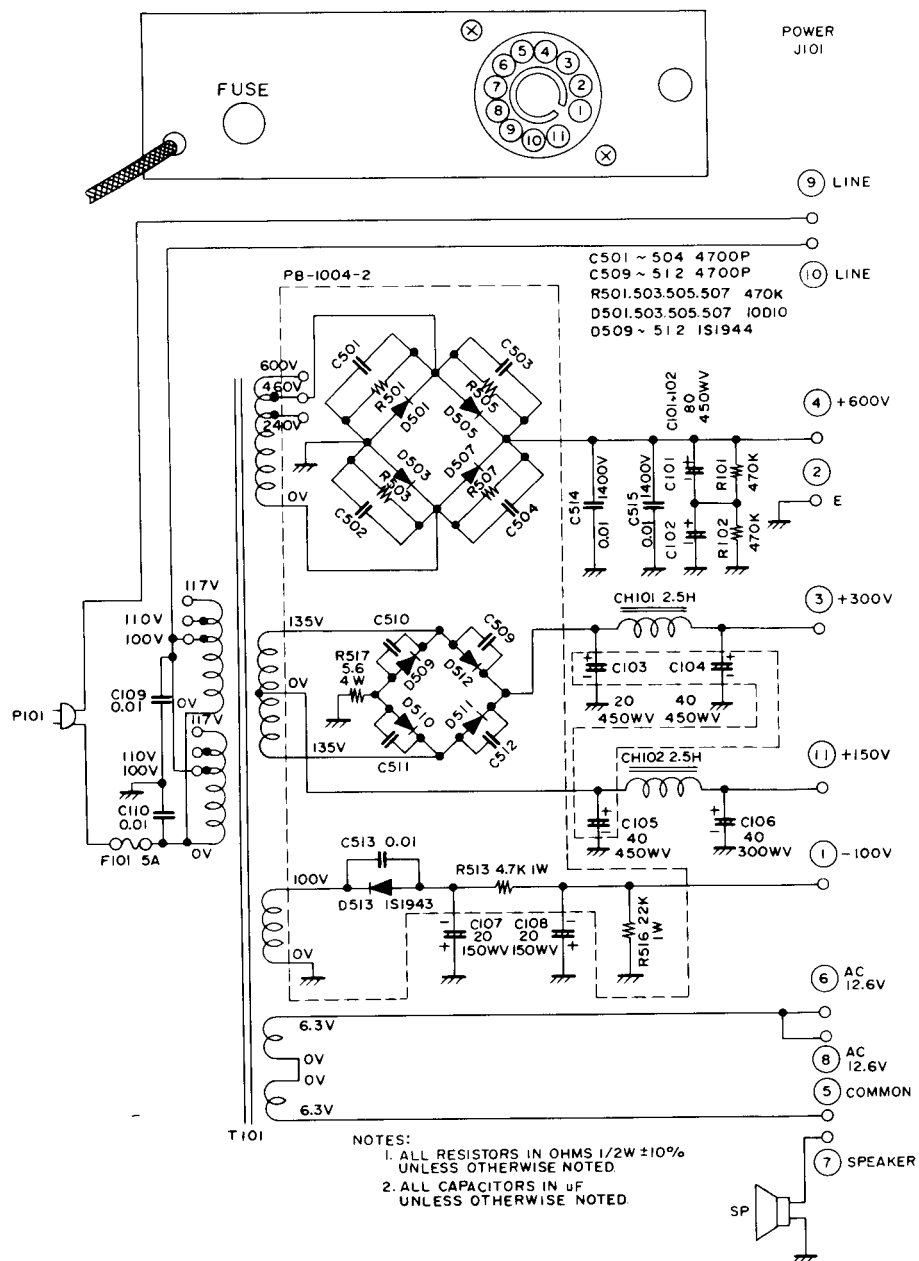 POWER
J101
FUSE
1
2
3
4
5
6
7
8
9
10
11
9 LINE
10 LINE
C501 ~ 504 4700P
C509 ~ 512 4700P
R501.503.505.507 470K
D501.503.505.507 10D10
D509 ~ 512 1S1944
PB-1004-2
600V
460V
240V
0V
C501
R501
D501
C503
R505
D505
D503
R503
C502
D507
R507
C504
C514
0.01
1400V
C515
0.01
1400V
C101,102
80
450WV
C101
C102
R101
470K
R102
470K
4 +600V
2
E
117V
110V
100V
0V
117V
110V
100V
0V
P101
C109
0.01
C110
0.01
F101 5A
135V
0V
135V
R517
5.6
4W
C510
C509
D509
D512
D510
D511
C511
C512
CH101 2.5H
3 +300V
C103
20
450WV
C104
40
450WV
CH102 2.5H
11 +150V
C105
40
450WV
C106
40
300WV
1 -100V
100V
0V
C513 0.01
D513 1S1943
R513 4.7K 1W
C107
20
150WV
C108
20
150WV
R516 22K
1W
6 AC
12.6V
8 AC
12.6V
5 COMMON
7 SPEAKER
6.3V
0V
0V
6.3V
T101
SP
NOTES:
1. ALL RESISTORS IN OHMS 1/2W ±10%
UNLESS OTHERWISE NOTED.
2. ALL CAPACITORS IN uF
UNLESS OTHERWISE NOTED.